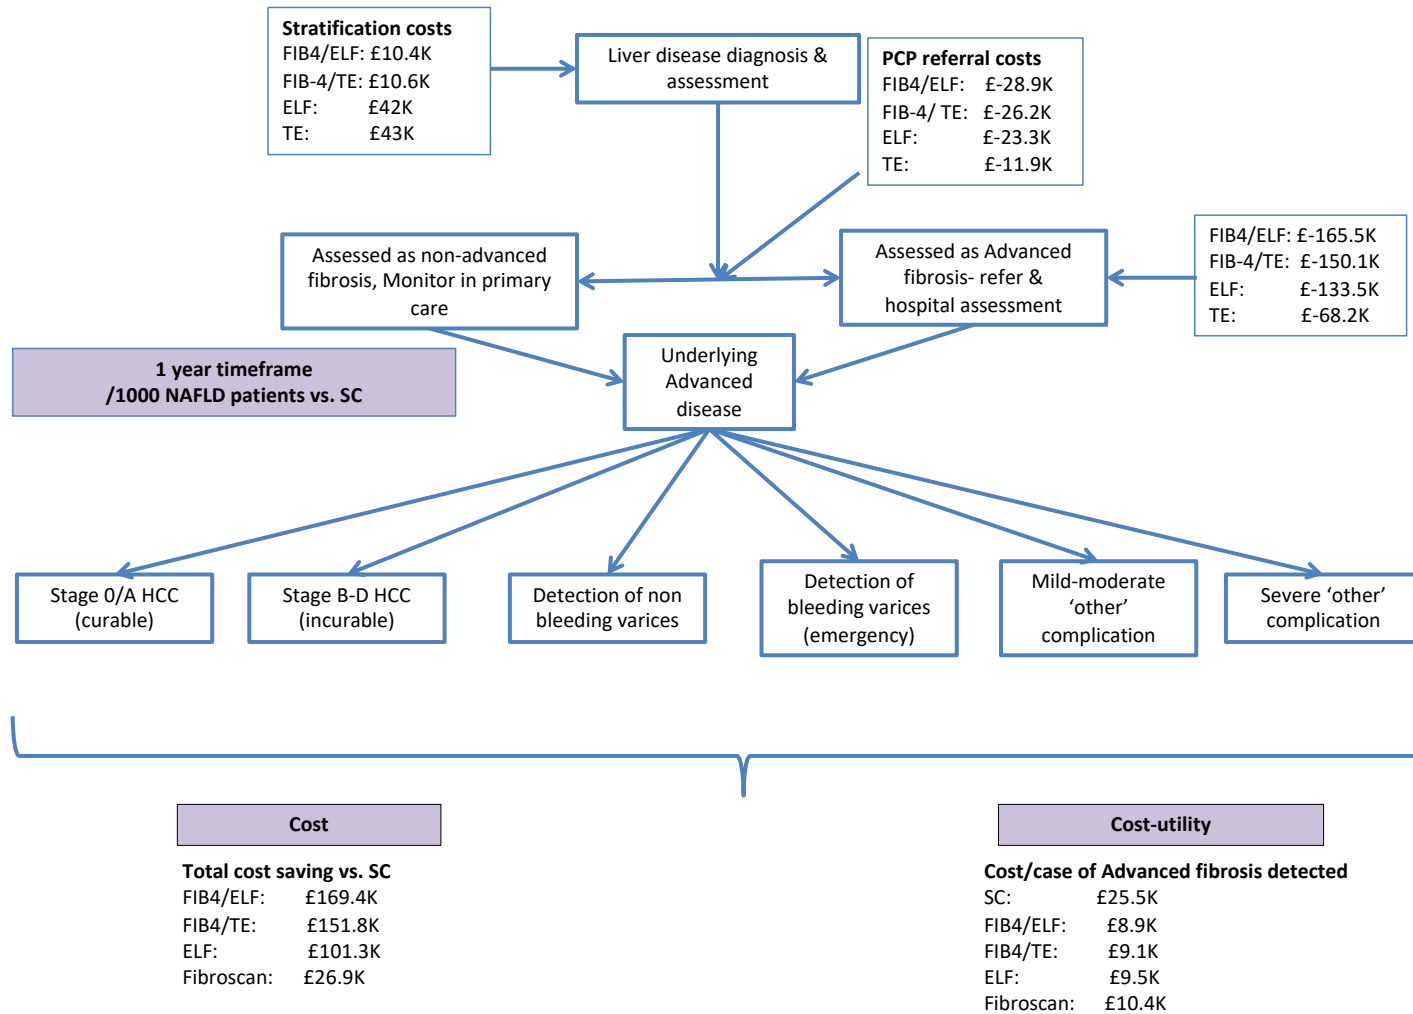 Stratification costs
FIB4/ELF: £10.4K
FIB-4/TE: £10.6K
ELF: £42K
TE: £43K
Liver disease diagnosis &
assessment
PCP referral costs
FIB4/ELF: £-28.9K
FIB-4/ TE: £-26.2K
ELF: £-23.3K
TE: £-11.9K
Assessed as non-advanced
fibrosis, Monitor in primary
care
Assessed as Advanced
fibrosis- refer &
hospital assessment
FIB4/ELF: £-165.5K
FIB-4/TE: £-150.1K
ELF: £-133.5K
TE: £-68.2K
1 year timeframe
/1000 NAFLD patients vs. SC
Underlying
Advanced
disease
Stage 0/A HCC
(curable)
Stage B-D HCC
(incurable)
Detection of non
bleeding varices
Detection of
bleeding varices
(emergency)
Mild-moderate
‘other’
complication
Severe ‘other’
complication
Cost
Total cost saving vs. SC
FIB4/ELF: £169.4K
FIB4/TE: £151.8K
ELF: £101.3K
Fibroscan: £26.9K
Cost-utility
Cost/case of Advanced fibrosis detected
SC: £25.5K
FIB4/ELF: £8.9K
FIB4/TE: £9.1K
ELF: £9.5K
Fibroscan: £10.4K